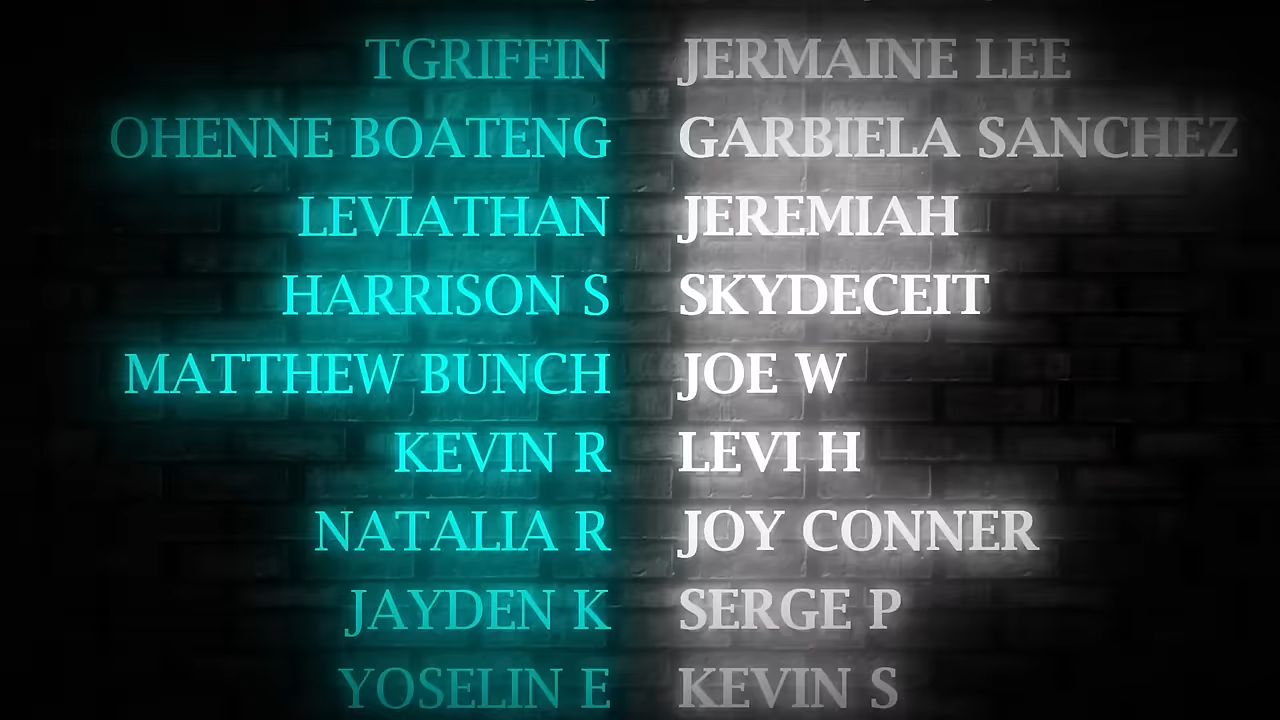 TGRIFFIN JERMAINE LEE
OHENNE BOATENG GARBIELA SANCHEZ
LEVIATHAN JEREMIAH
HARRISON S SKYDECEIT
MATTHEW BUNCH JOE W
KEVIN R LEVI H
NATALIA R JOY CONNER
JAYDEN K SERGE P
YOSELIN E KEVIN S